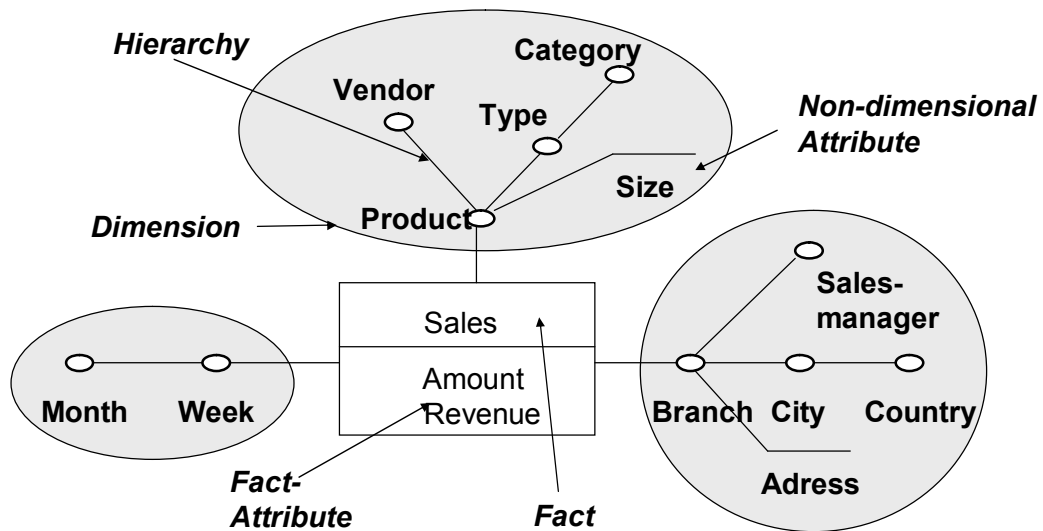 Hierarchy
Category
Vendor
Type
Non-dimensional
Attribute
Size
Product
Dimension
Sales
Sales-
manager
Amount
Revenue
Month
Week
Branch
City
Country
Adress
Fact-
Attribute
Fact